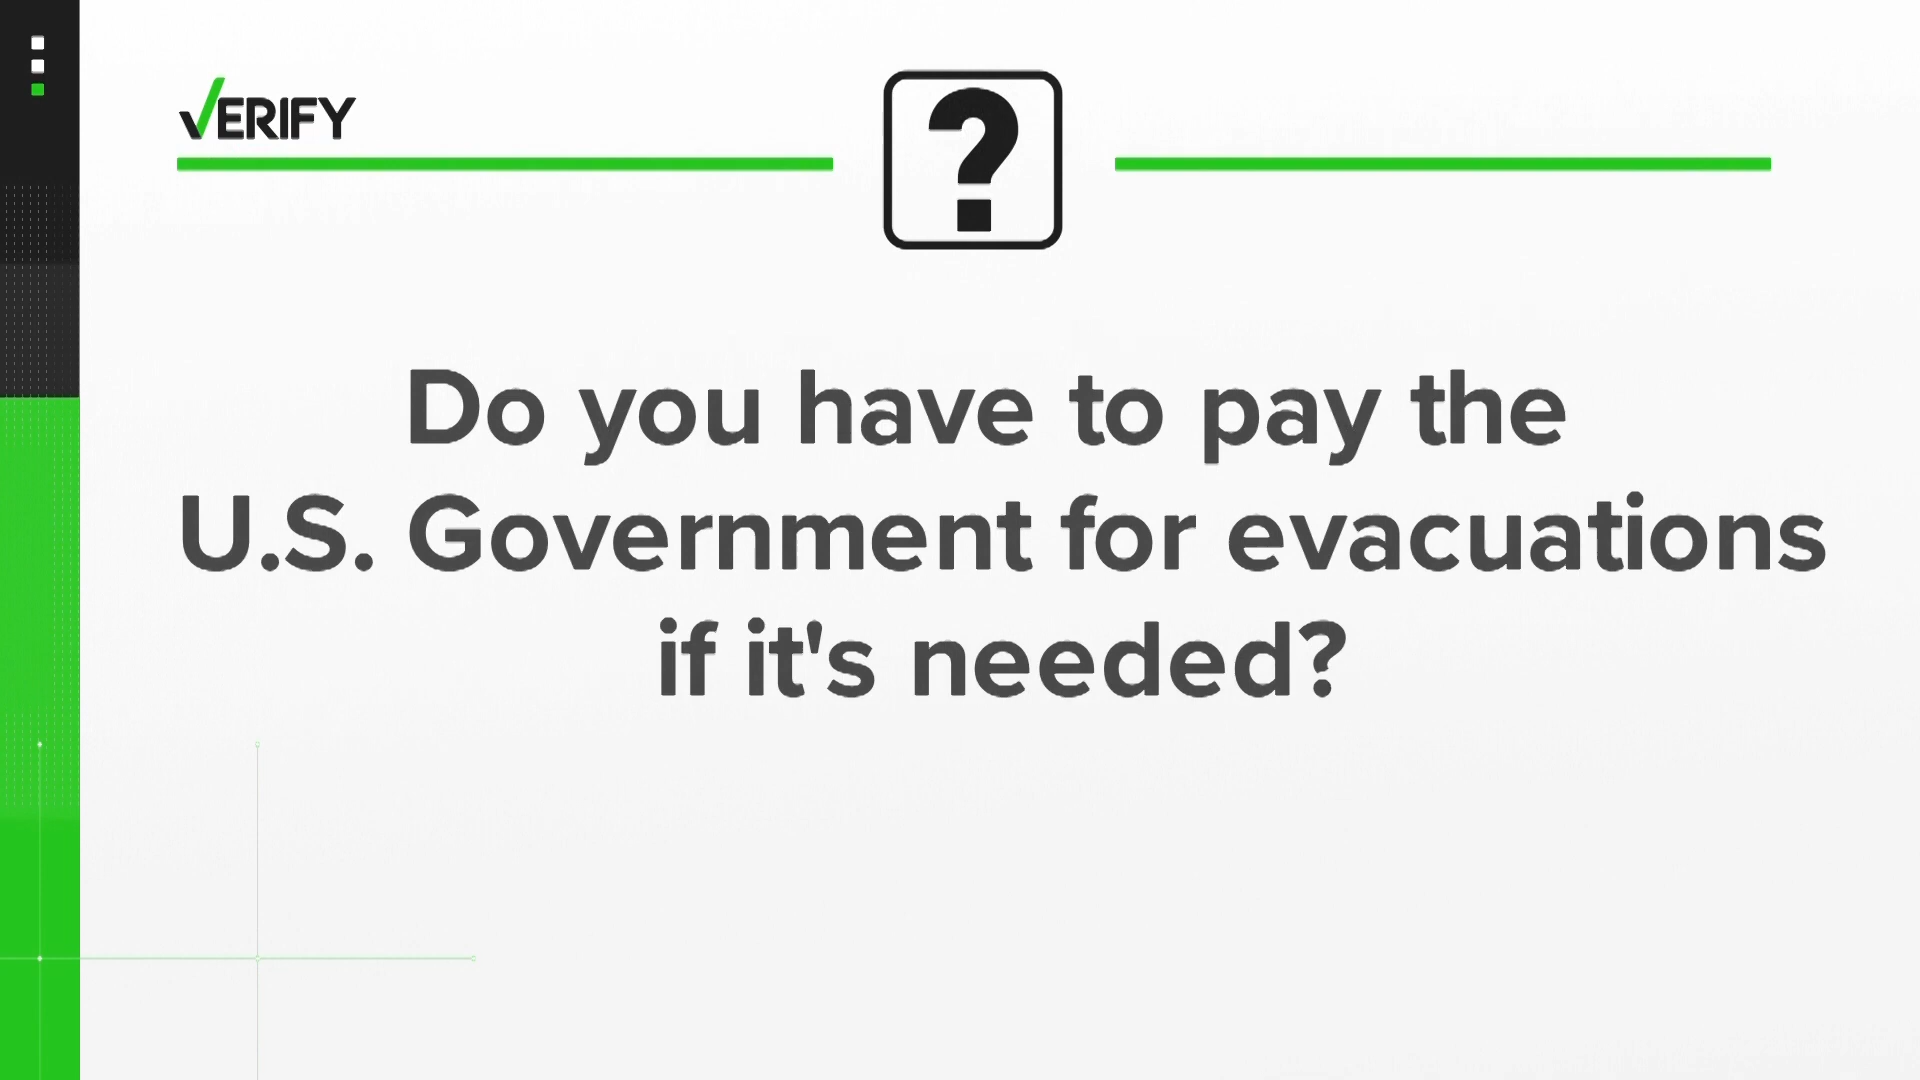 VERIFY
?
Do you have to pay the
U.S. Government for evacuations
if it's needed?